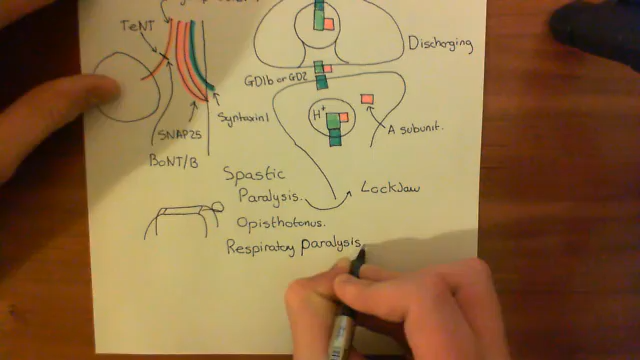 TeNT
Discharging
GD1b or GD2
H+
Syntaxin1
SNAP25
A subunit.
BoNT/B
Spastic
Paralysis.
Lockjaw
Opisthotonus.
Respiratory paralysis